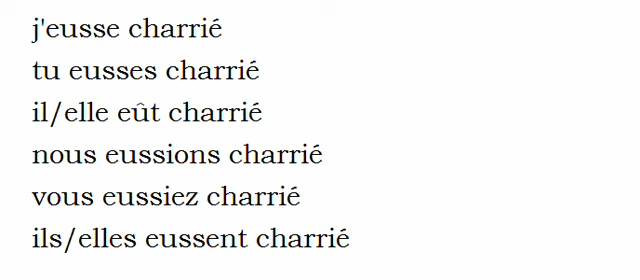 j'eusse charrié
tu eusses charrié
il/elle eût charrié
nous eussions charrié
vous eussiez charrié
ils/elles eussent charrié